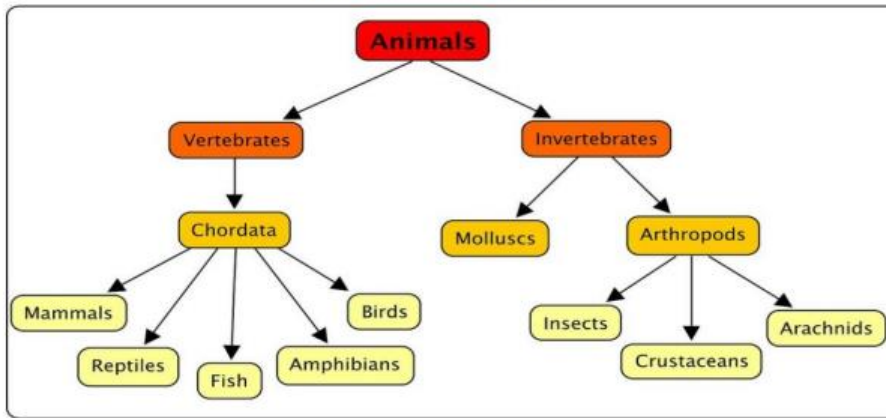 Animals
Vertebrates
Invertebrates
Chordata
Molluscs
Arthropods
Mammals
Reptiles
Fish
Amphibians
Birds
Insects
Crustaceans
Arachnids